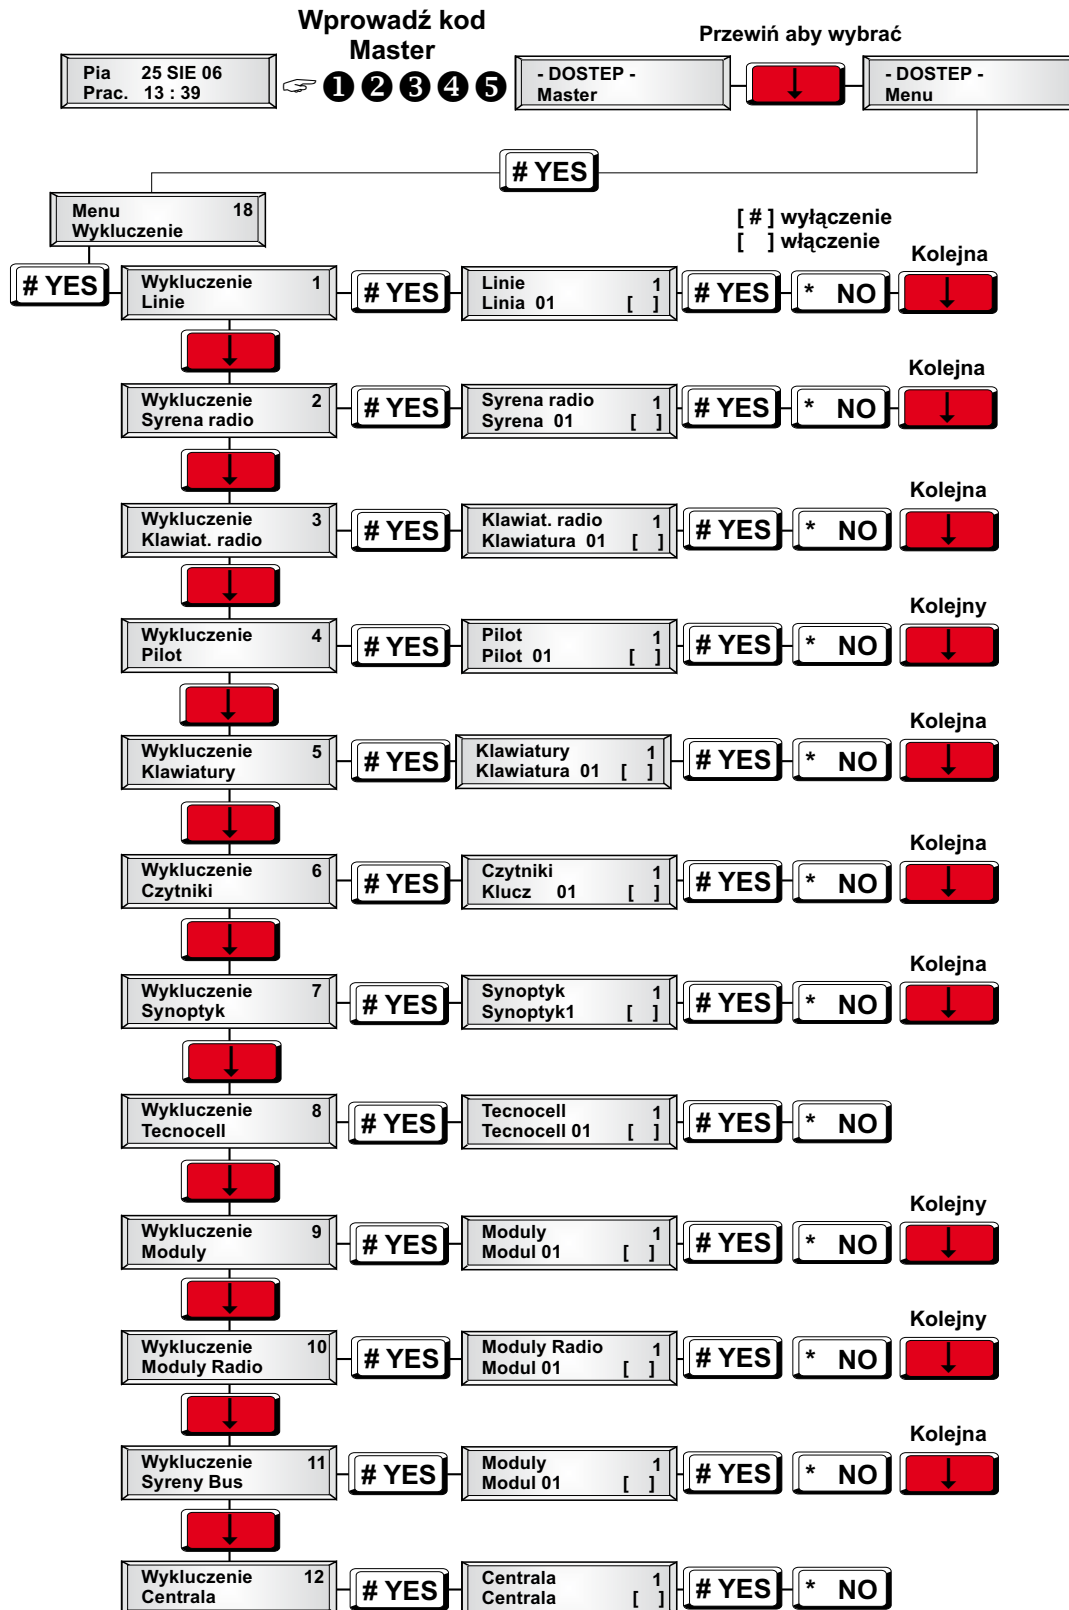 Wprowadź kod
Master
Przewiń aby wybrać
Pia 25 SIE 06
Prac. 13 : 39
☞ ❶ ❷ ❸ ❹ ❺
- DOSTEP -
Master
↓
- DOSTEP -
Menu
# YES
Menu 18
Wykluczenie
[ # ] wyłączenie
[ ] włączenie
Kolejna
# YES
Wykluczenie 1
Linie
# YES
Linie 1
Linia 01 [ ]
# YES
* NO
↓
↓
Kolejna
Wykluczenie 2
Syrena radio
# YES
Syrena radio 1
Syrena 01 [ ]
# YES
* NO
↓
↓
Kolejna
Wykluczenie 3
Klawiat. radio
# YES
Klawiat. radio 1
Klawiatura 01 [ ]
# YES
* NO
↓
↓
Kolejny
Wykluczenie 4
Pilot
# YES
Pilot 1
Pilot 01 [ ]
# YES
* NO
↓
↓
Kolejna
Wykluczenie 5
Klawiatury
# YES
Klawiatury 1
Klawiatura 01 [ ]
# YES
* NO
↓
↓
Kolejna
Wykluczenie 6
Czytniki
# YES
Czytniki 1
Klucz 01 [ ]
# YES
* NO
↓
↓
Kolejna
Wykluczenie 7
Synoptyk
# YES
Synoptyk 1
Synoptyk1 [ ]
# YES
* NO
↓
↓
Wykluczenie 8
Tecnocell
# YES
Tecnocell 1
Tecnocell 01 [ ]
# YES
* NO
↓
Kolejny
Wykluczenie 9
Moduly
# YES
Moduly 1
Modul 01 [ ]
# YES
* NO
↓
↓
Kolejny
Wykluczenie 10
Moduly Radio
# YES
Moduly Radio 1
Modul 01 [ ]
# YES
* NO
↓
↓
Kolejna
Wykluczenie 11
Syreny Bus
# YES
Moduly 1
Modul 01 [ ]
# YES
* NO
↓
↓
Wykluczenie 12
Centrala
# YES
Centrala 1
Centrala [ ]
# YES
* NO